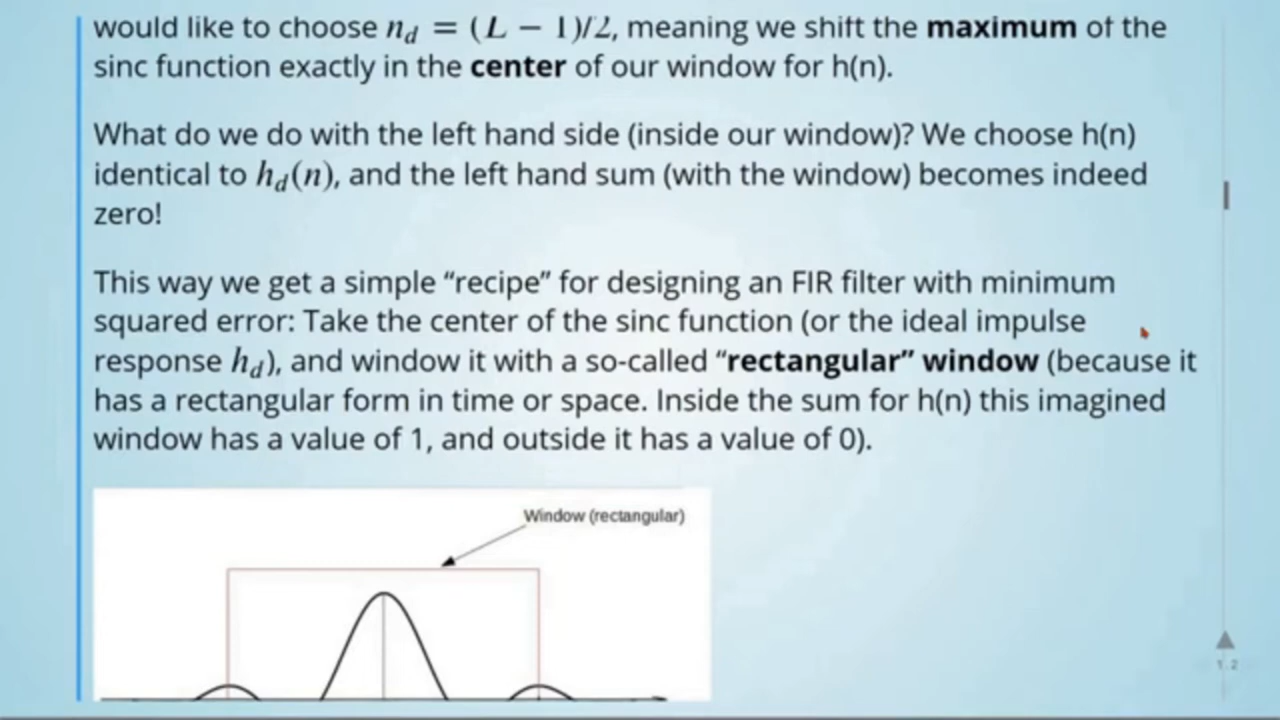 would like to choose n_d = (L − 1)/2, meaning we shift the maximum of the
sinc function exactly in the center of our window for h(n).
What do we do with the left hand side (inside our window)? We choose h(n)
identical to h_d(n), and the left hand sum (with the window) becomes indeed
zero!
This way we get a simple “recipe” for designing an FIR filter with minimum
squared error: Take the center of the sinc function (or the ideal impulse
response h_d), and window it with a so-called “rectangular” window (because it
has a rectangular form in time or space. Inside the sum for h(n) this imagined
window has a value of 1, and outside it has a value of 0).
Window (rectangular)
1.2